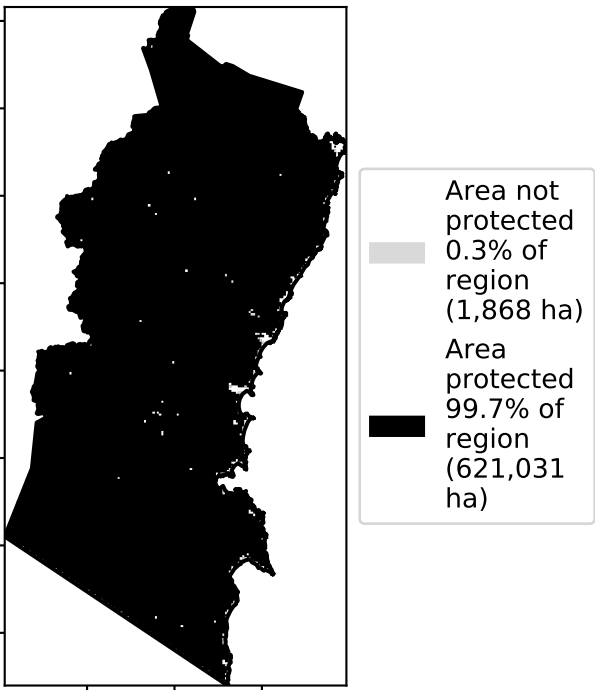 Area not
protected
0.3% of
region
(1,868 ha)
Area
protected
99.7% of
region
(621,031
ha)